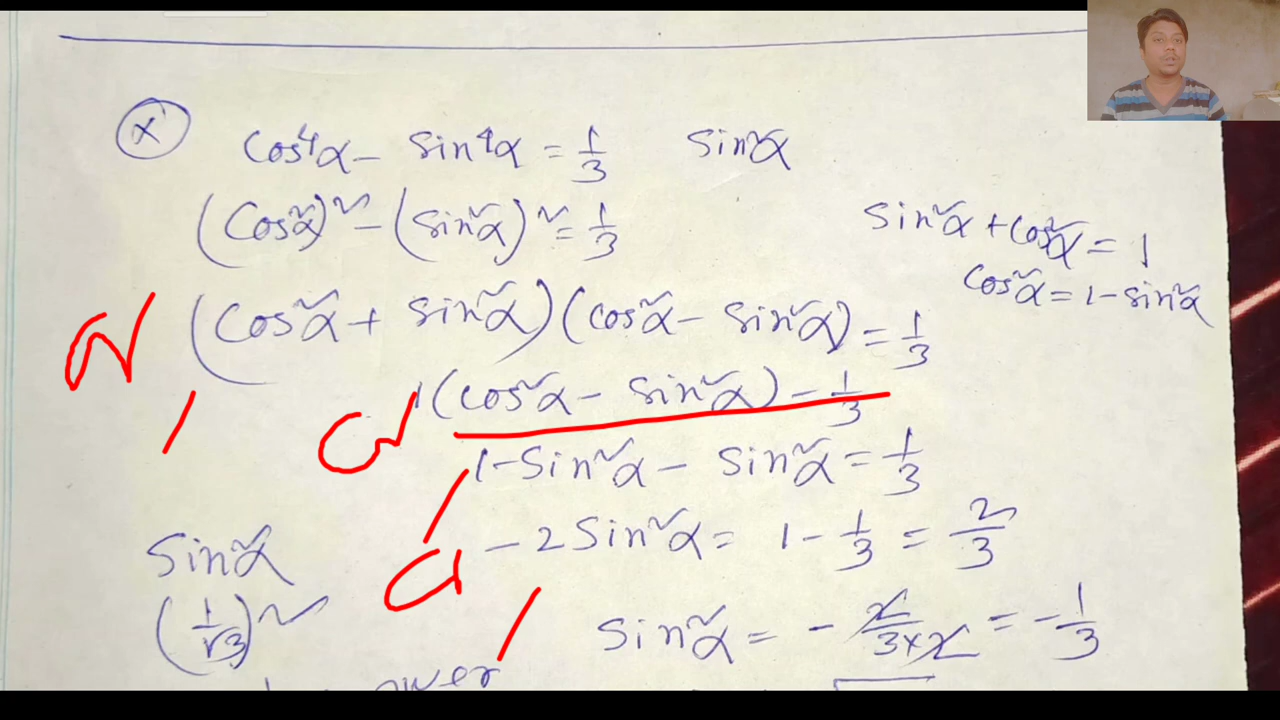 x
cos⁴α - sin⁴α = 1/3 sin²α
(cos²α)² - (sin²α)² = 1/3
sin²α + cos²α = 1
cos²α = 1 - sin²α
(cos²α + sin²α)(cos²α - sin²α) = 1/3
1(cos²α - sin²α) = 1/3
1 - sin²α - sin²α = 1/3
- 2 sin²α = 1 - 1/3 = 2/3
sin²α
(1/√3)²
sin²α = - 2/3×2 = - 1/3